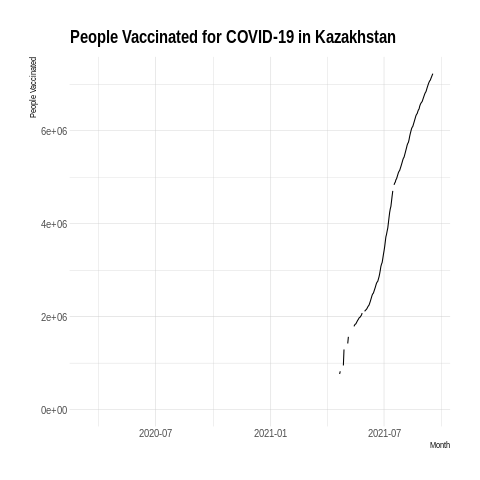 People Vaccinated for COVID-19 in Kazakhstan
People Vaccinated
6e+06
4e+06
2e+06
0e+00
2020-07
2021-01
2021-07
Month